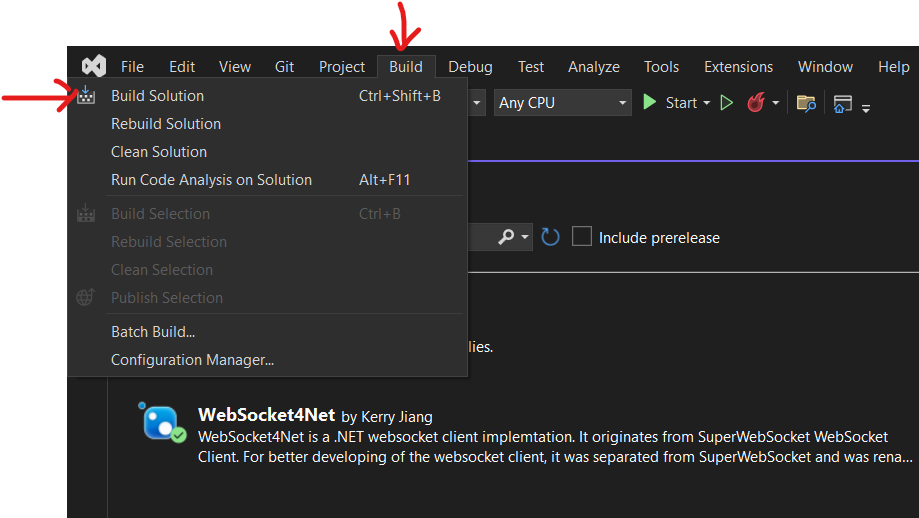 File Edit View Git Project Build Debug Test Analyze Tools Extensions Window Help
Build Solution Ctrl+Shift+B
Any CPU Start
Rebuild Solution
Clean Solution
Run Code Analysis on Solution Alt+F11
Build Selection Ctrl+B
Rebuild Selection
Include prerelease
Clean Selection
Publish Selection
Batch Build...
lies.
Configuration Manager...
WebSocket4Net by Kerry Jiang
WebSocket4Net is a .NET websocket client implemtation. It originates from SuperWebSocket WebSocket
Client. For better developing of the websocket client, it was separated from SuperWebSocket and was rena...